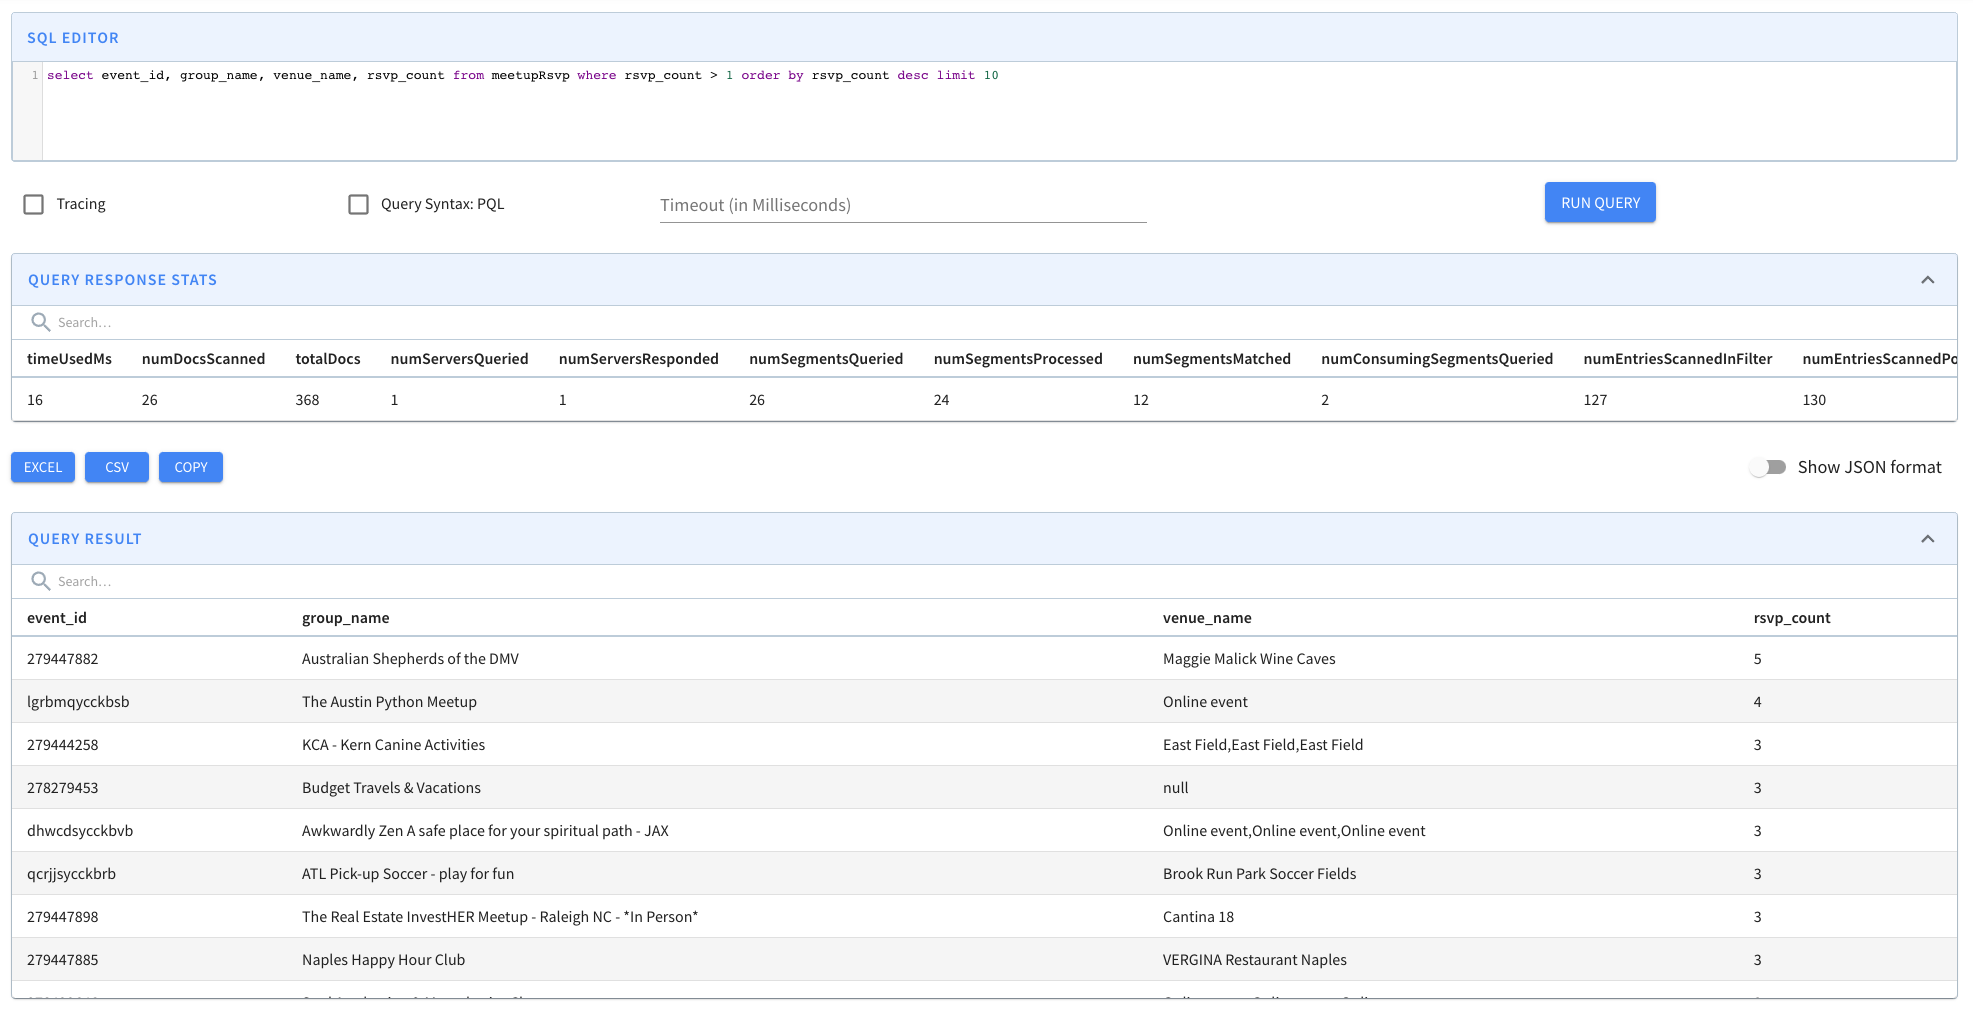 SQL EDITOR
1 select event_id, group_name, venue_name, rsvp_count from meetupRsvp where rsvp_count > 1 order by rsvp_count desc limit 10
Tracing Query Syntax: PQL Timeout (in Milliseconds) RUN QUERY
QUERY RESPONSE STATS
Search…
timeUsedMs numDocsScanned totalDocs numServersQueried numServersResponded numSegmentsQueried numSegmentsProcessed numSegmentsMatched numConsumingSegmentsQueried numEntriesScannedInFilter numEntriesScannedPo
16 26 368 1 1 26 24 12 2 127 130
EXCEL CSV COPY Show JSON format
QUERY RESULT
Search…
event_id group_name venue_name rsvp_count
279447882 Australian Shepherds of the DMV Maggie Malick Wine Caves 5
lgrbmqycckbsb The Austin Python Meetup Online event 4
279444258 KCA - Kern Canine Activities East Field,East Field,East Field 3
278279453 Budget Travels & Vacations null 3
dhwcdsycckbvb Awkwardly Zen A safe place for your spiritual path - JAX Online event,Online event,Online event 3
qcrjjsycckbrb ATL Pick-up Soccer - play for fun Brook Run Park Soccer Fields 3
279447898 The Real Estate InvestHER Meetup - Raleigh NC - *In Person* Cantina 18 3
279447885 Naples Happy Hour Club VERGINA Restaurant Naples 3